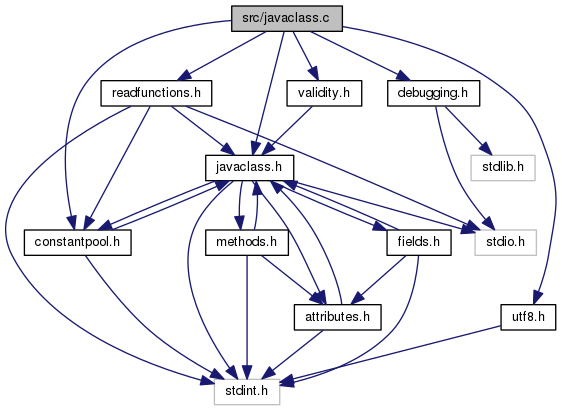 src/javaclass.c
readfunctions.h
validity.h
debugging.h
javaclass.h
stdlib.h
constantpool.h
methods.h
fields.h
stdio.h
attributes.h
utf8.h
stdint.h